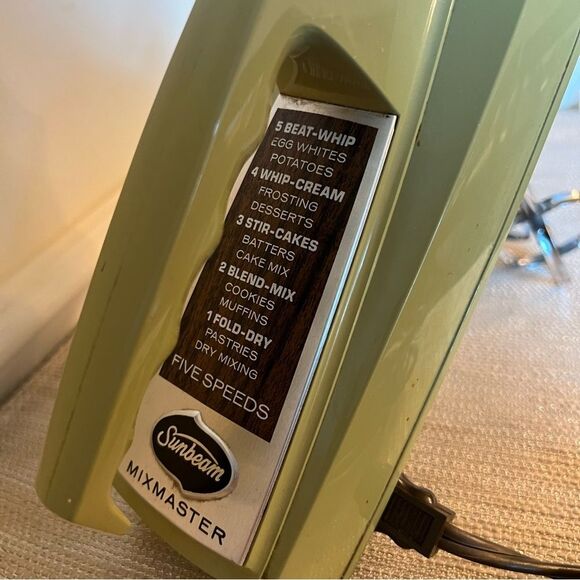 5 BEAT-WHIP
EGG WHITES
POTATOES
4 WHIP-CREAM
FROSTING
DESSERTS
3 STIR-CAKES
BATTERS
CAKE MIX
2 BLEND-MIX
COOKIES
MUFFINS
1 FOLD-DRY
PASTRIES
DRY MIXING
FIVE SPEEDS
Sunbeam
MIXMASTER